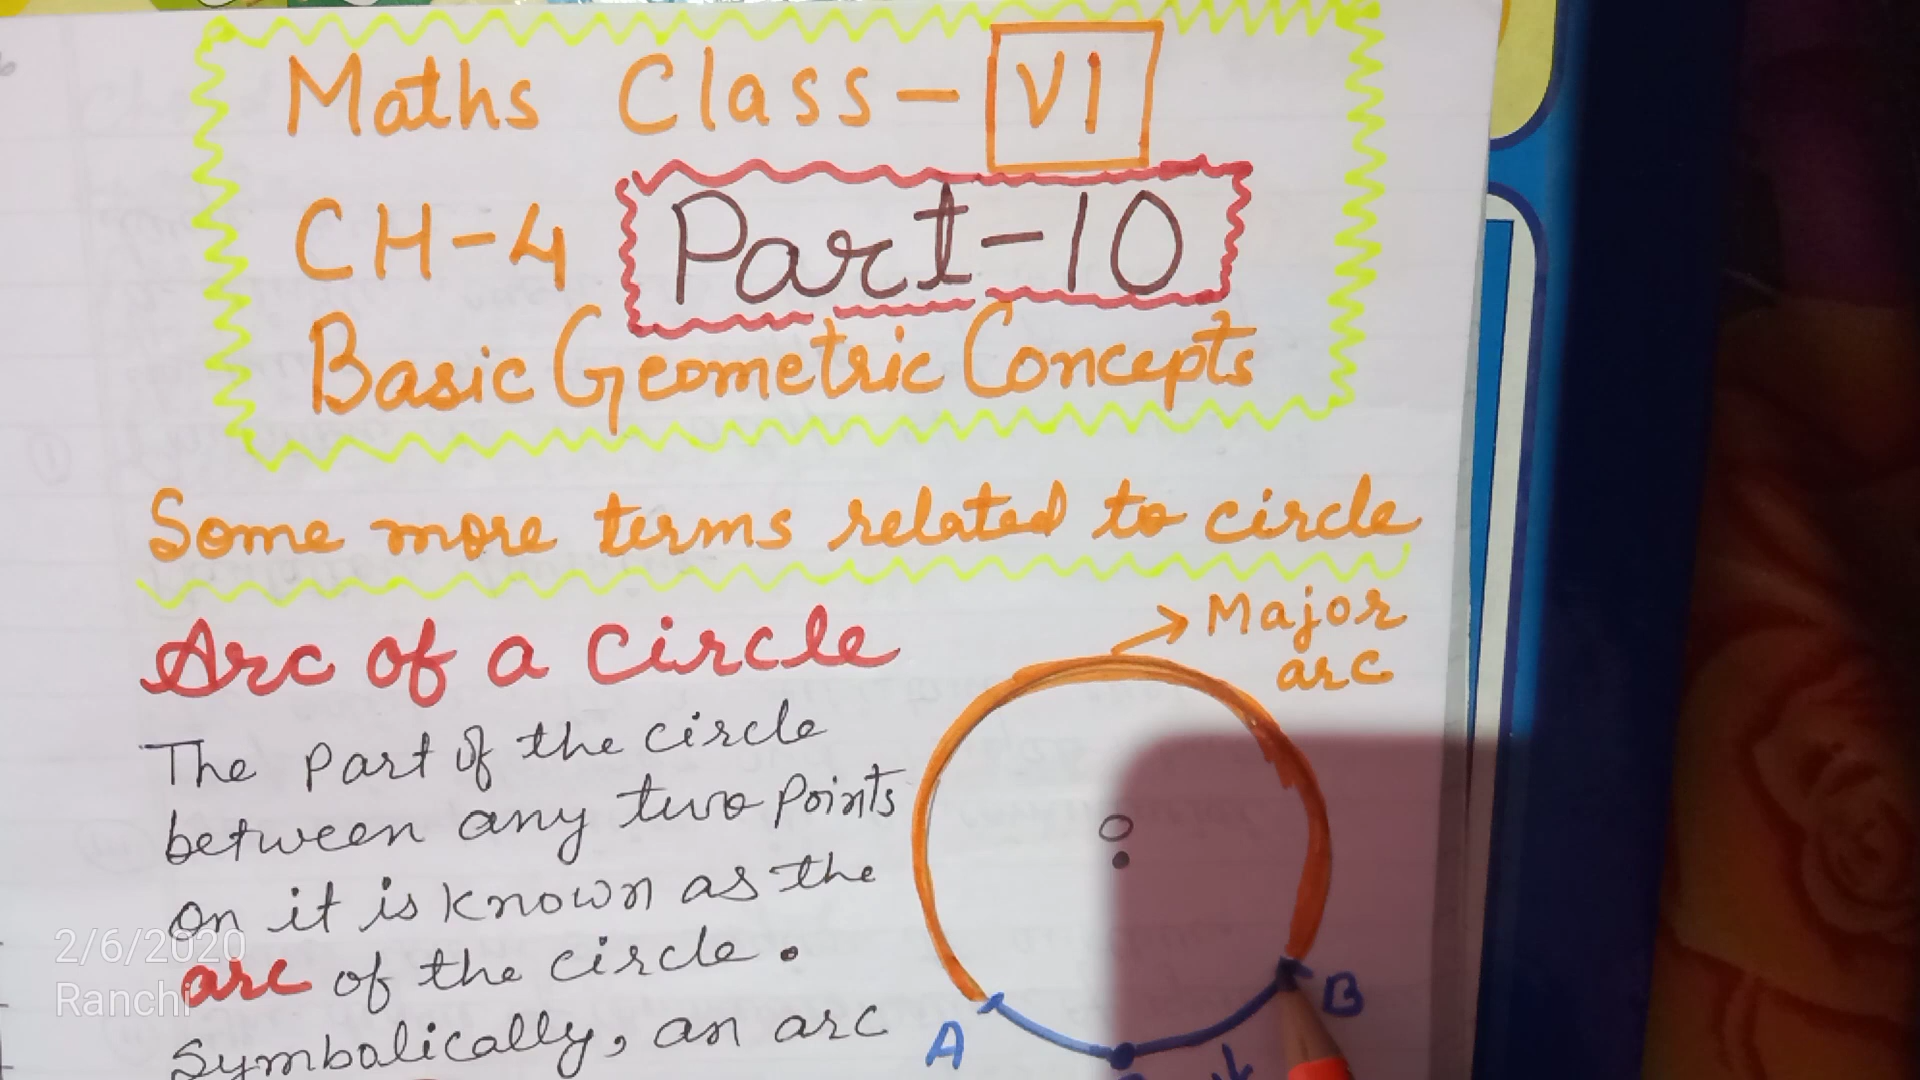 Maths Class - VI
CH-4 Part-10
Basic Geometric Concepts
Some more terms related to circle
Arc of a circle
Major
arc
The part of the circle
between any two points
on it is known as the
arc of the circle.
Symbolically, an arc
O
A
B
2/6/2020
Ranchi